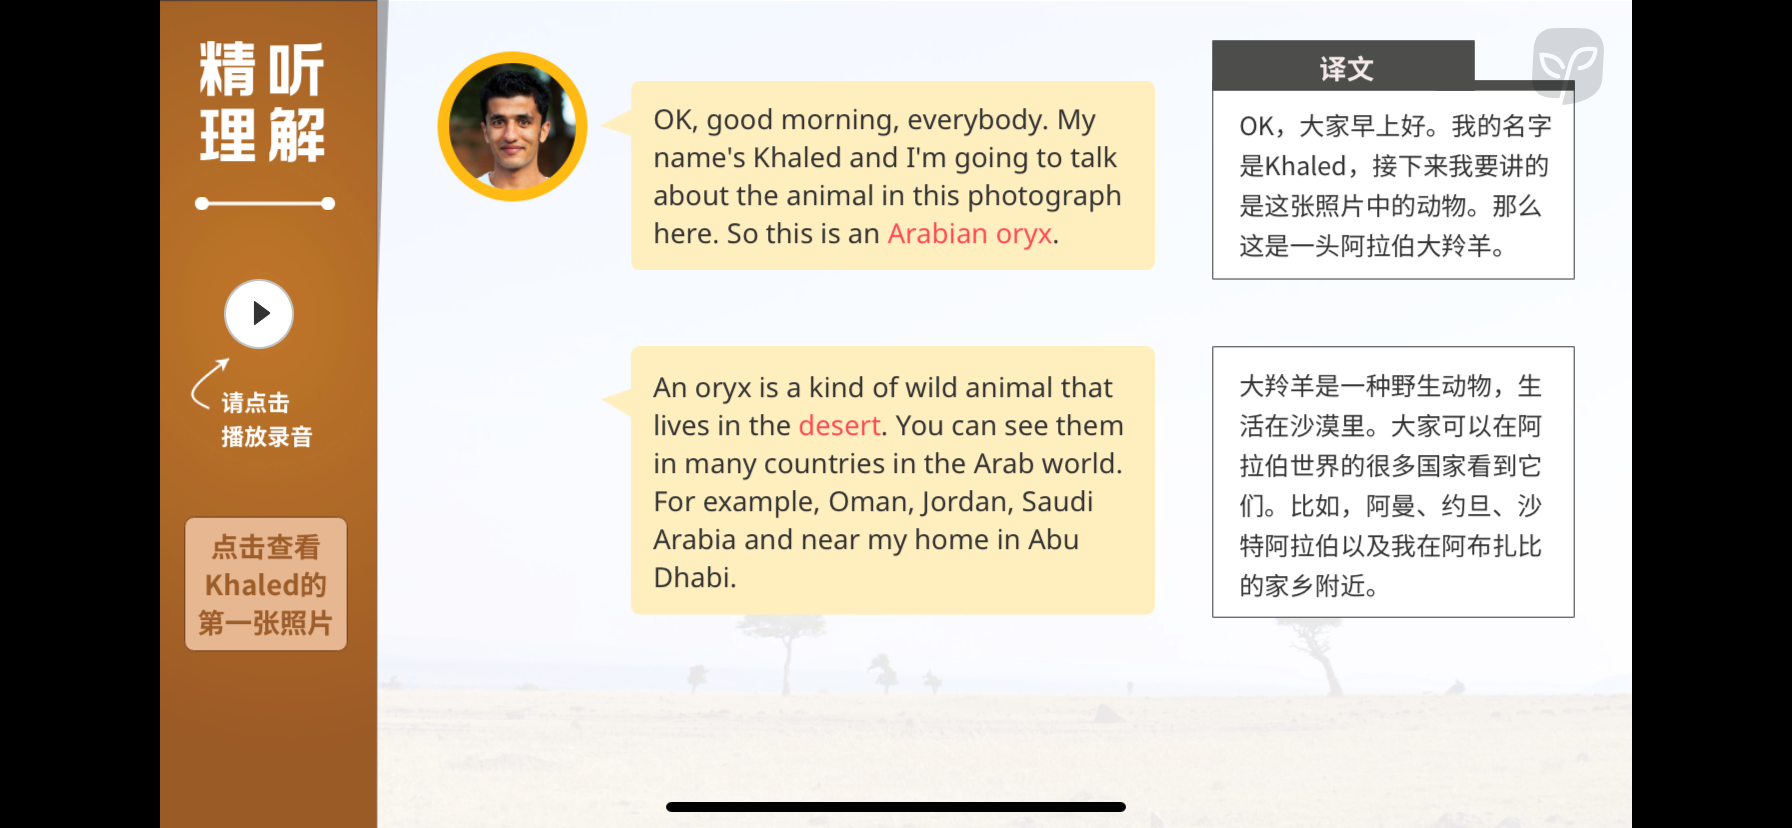 精听
理解
请点击
播放录音
点击查看
Khaled的
第一张照片
OK, good morning, everybody. My
name's Khaled and I'm going to talk
about the animal in this photograph
here. So this is an Arabian oryx.
An oryx is a kind of wild animal that
lives in the desert. You can see them
in many countries in the Arab world.
For example, Oman, Jordan, Saudi
Arabia and near my home in Abu
Dhabi.
译文
OK，大家早上好。我的名字
是Khaled，接下来我要讲的
是这张照片中的动物。那么
这是一头阿拉伯大羚羊。
大羚羊是一种野生动物，生
活在沙漠里。大家可以在阿
拉伯世界的很多国家看到它
们。比如，阿曼、约旦、沙
特阿拉伯以及我在阿布扎比
的家乡附近。